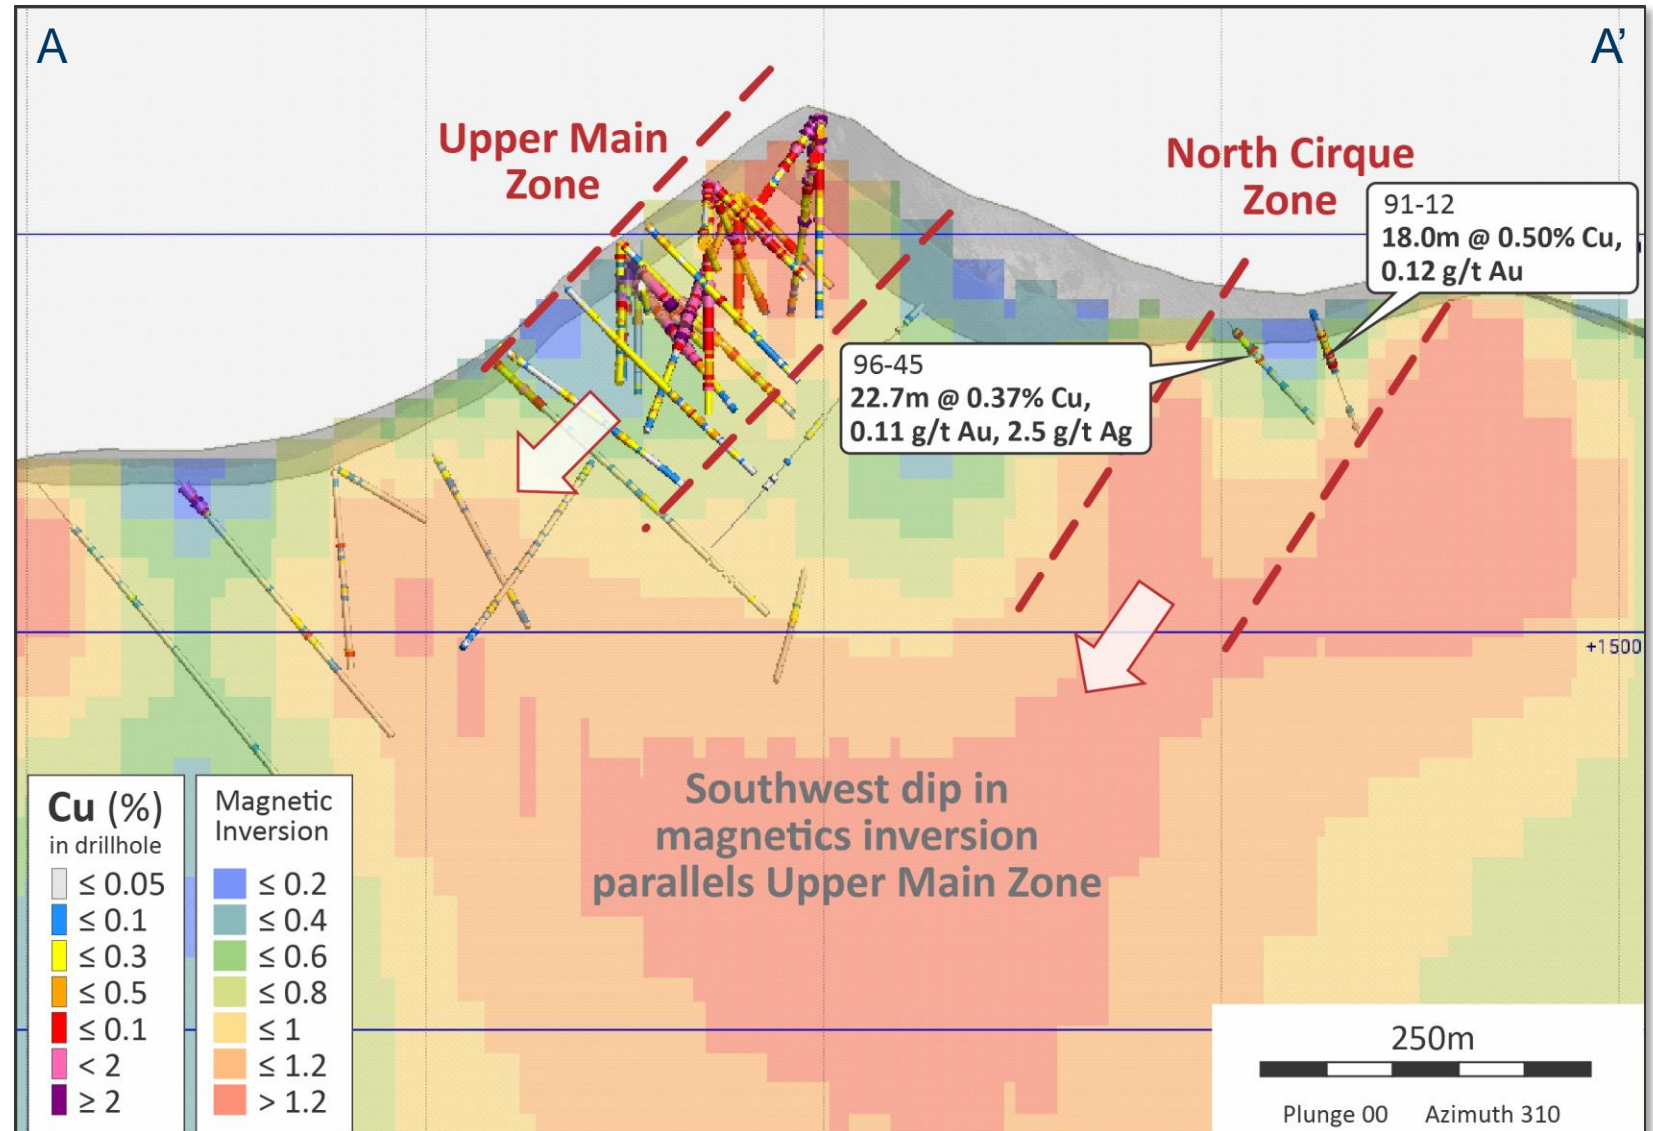 A
A’
Upper Main
Zone
North Cirque
Zone
91-12
18.0m @ 0.50% Cu,
0.12 g/t Au
96-45
22.7m @ 0.37% Cu,
0.11 g/t Au, 2.5 g/t Ag
+1500
Southwest dip in
magnetics inversion
parallels Upper Main Zone
Cu (%)
in drillhole
≤ 0.05
≤ 0.1
≤ 0.3
≤ 0.5
≤ 0.1
< 2
≥ 2
Magnetic
Inversion
≤ 0.2
≤ 0.4
≤ 0.6
≤ 0.8
≤ 1
≤ 1.2
> 1.2
250m
Plunge 00 Azimuth 310